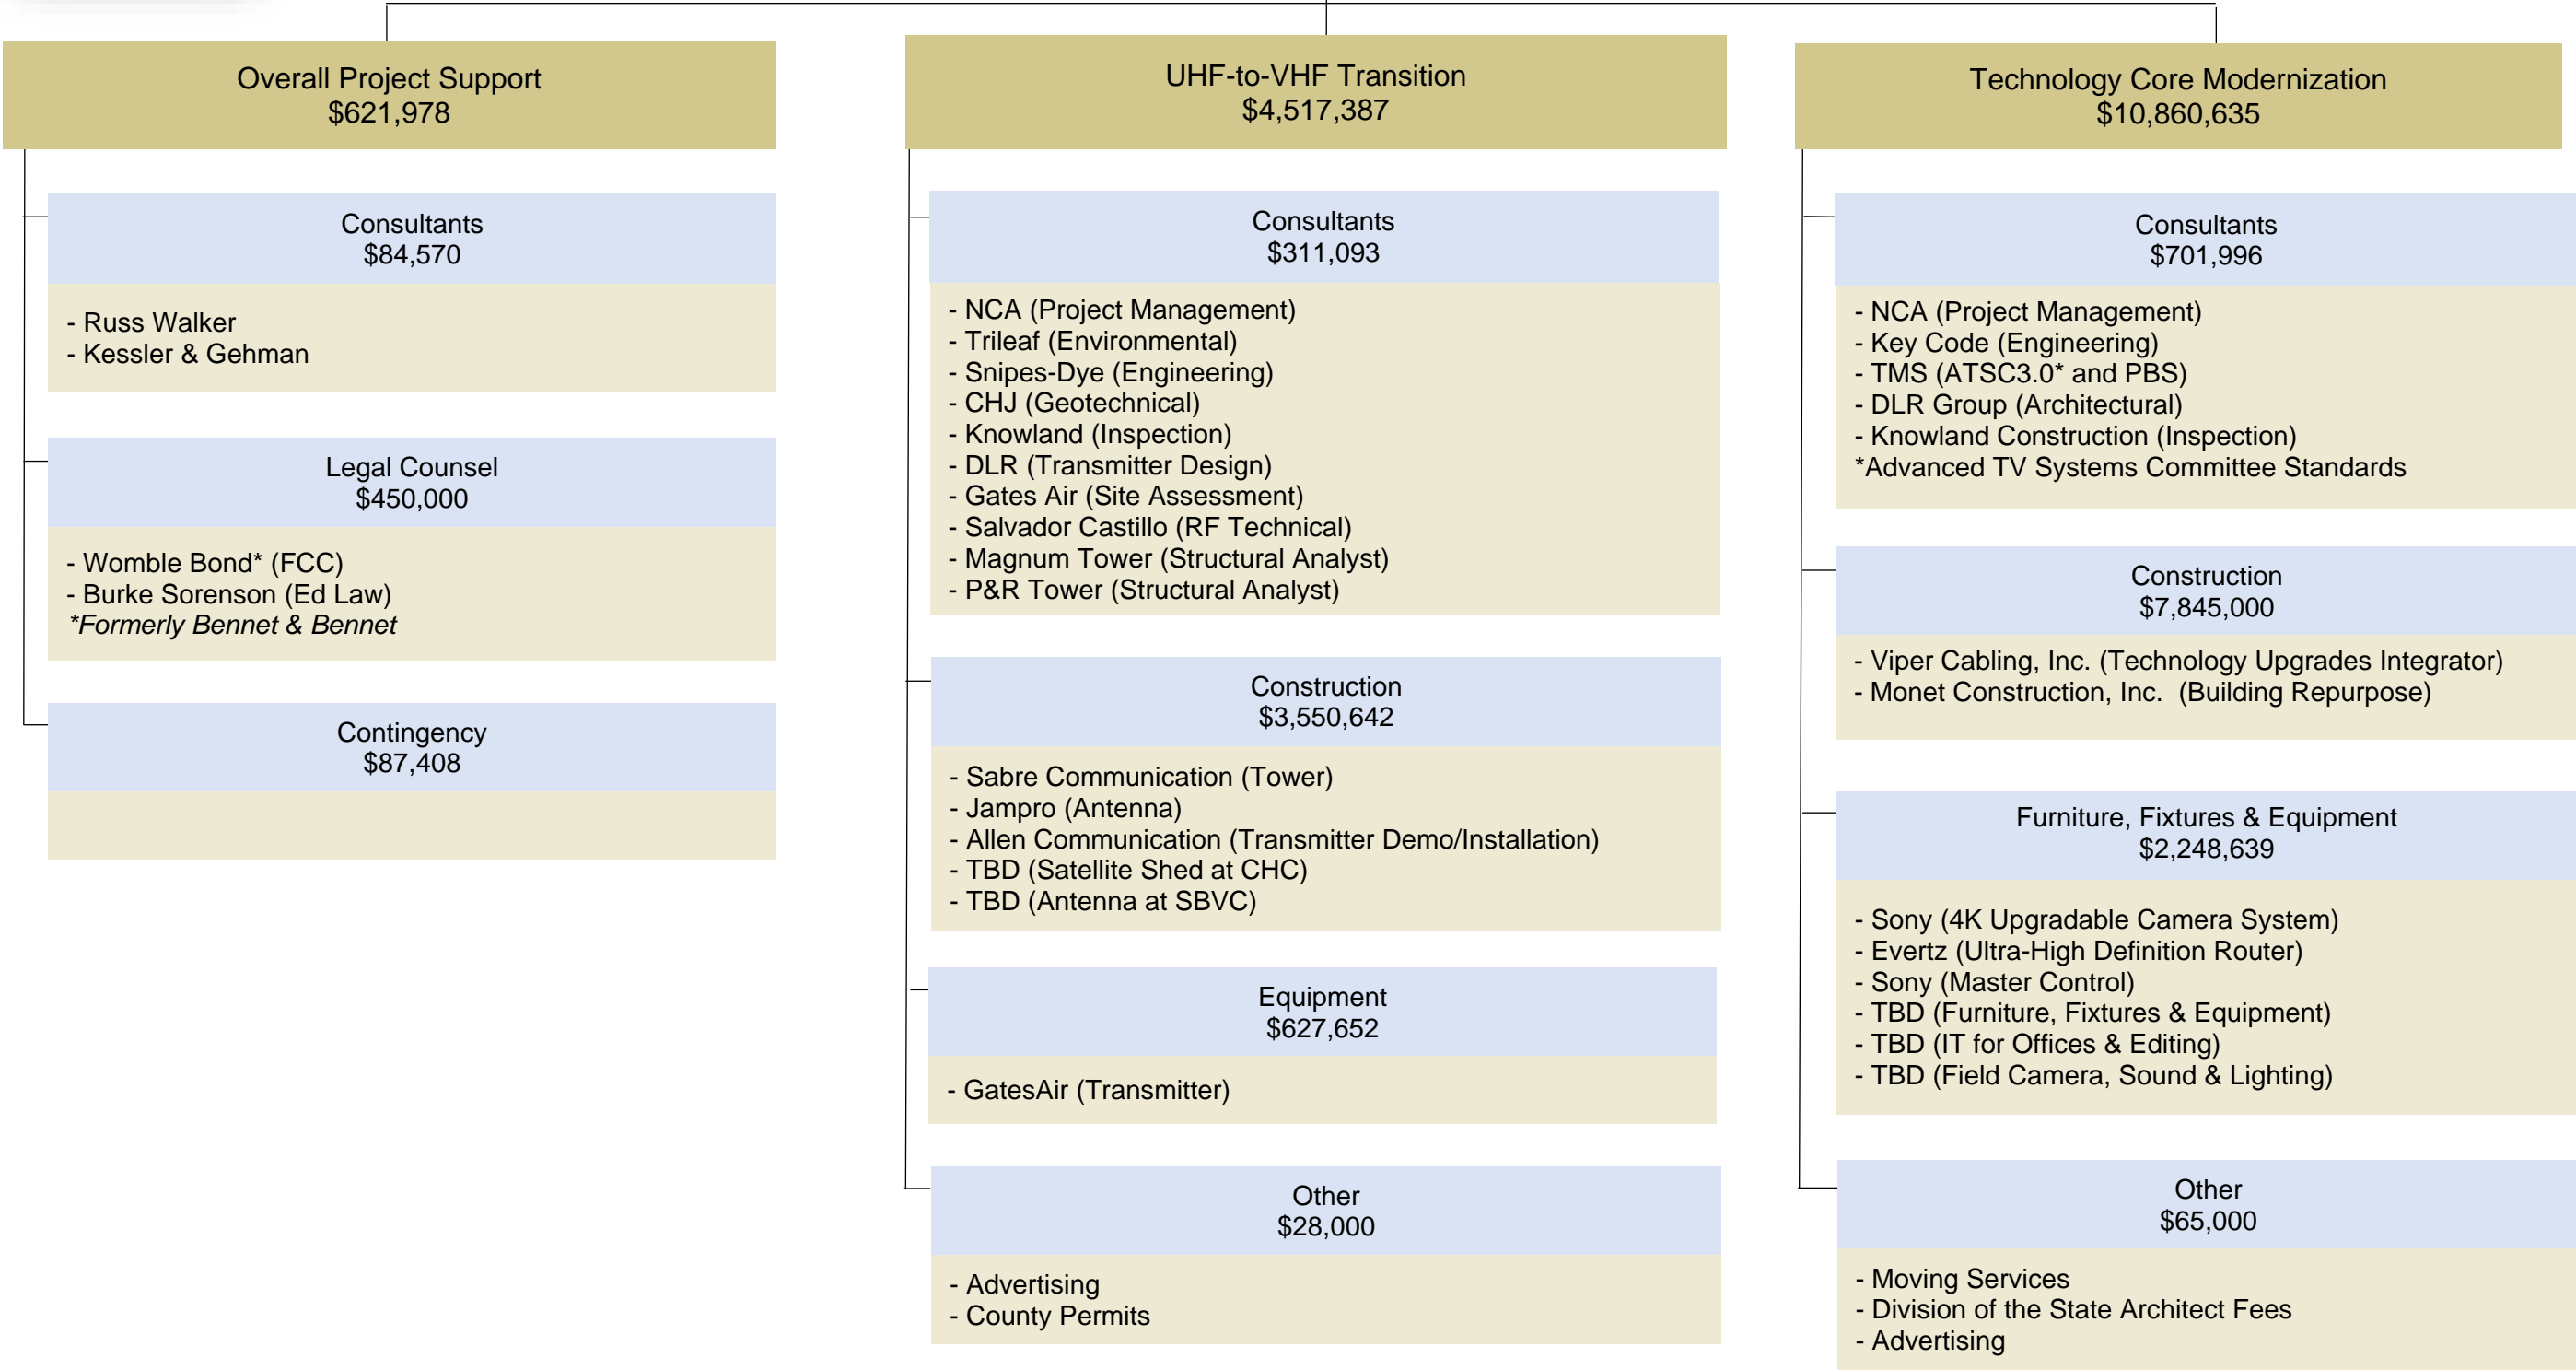 Overall Project Support
$621,978
Consultants
$84,570
- Russ Walker
- Kessler & Gehman
Legal Counsel
$450,000
- Womble Bond* (FCC)
- Burke Sorenson (Ed Law)
*Formerly Bennet & Bennet
Contingency
$87,408
UHF-to-VHF Transition
$4,517,387
Consultants
$311,093
- NCA (Project Management)
- Trileaf (Environmental)
- Snipes-Dye (Engineering)
- CHJ (Geotechnical)
- Knowland (Inspection)
- DLR (Transmitter Design)
- Gates Air (Site Assessment)
- Salvador Castillo (RF Technical)
- Magnum Tower (Structural Analyst)
- P&R Tower (Structural Analyst)
Construction
$3,550,642
- Sabre Communication (Tower)
- Jampro (Antenna)
- Allen Communication (Transmitter Demo/Installation)
- TBD (Satellite Shed at CHC)
- TBD (Antenna at SBVC)
Equipment
$627,652
- GatesAir (Transmitter)
Other
$28,000
- Advertising
- County Permits
Technology Core Modernization
$10,860,635
Consultants
$701,996
- NCA (Project Management)
- Key Code (Engineering)
- TMS (ATSC3.0* and PBS)
- DLR Group (Architectural)
- Knowland Construction (Inspection)
*Advanced TV Systems Committee Standards
Construction
$7,845,000
- Viper Cabling, Inc. (Technology Upgrades Integrator)
- Monet Construction, Inc. (Building Repurpose)
Furniture, Fixtures & Equipment
$2,248,639
- Sony (4K Upgradable Camera System)
- Evertz (Ultra-High Definition Router)
- Sony (Master Control)
- TBD (Furniture, Fixtures & Equipment)
- TBD (IT for Offices & Editing)
- TBD (Field Camera, Sound & Lighting)
Other
$65,000
- Moving Services
- Division of the State Architect Fees
- Advertising